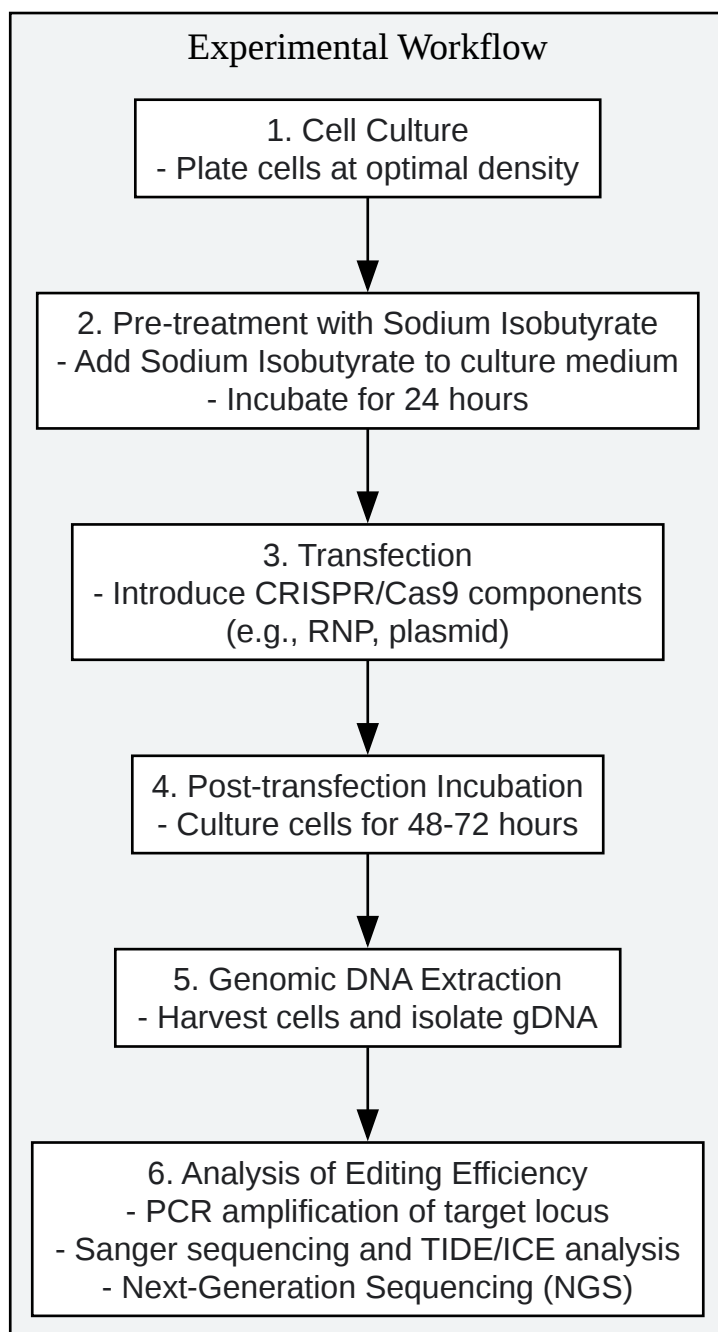 Experimental Workflow
1. Cell Culture
- Plate cells at optimal density
2. Pre-treatment with Sodium Isobutyrate
- Add Sodium Isobutyrate to culture medium
- Incubate for 24 hours
3. Transfection
- Introduce CRISPR/Cas9 components
(e.g., RNP, plasmid)
4. Post-transfection Incubation
- Culture cells for 48-72 hours
5. Genomic DNA Extraction
- Harvest cells and isolate gDNA
6. Analysis of Editing Efficiency
- PCR amplification of target locus
- Sanger sequencing and TIDE/ICE analysis
- Next-Generation Sequencing (NGS)